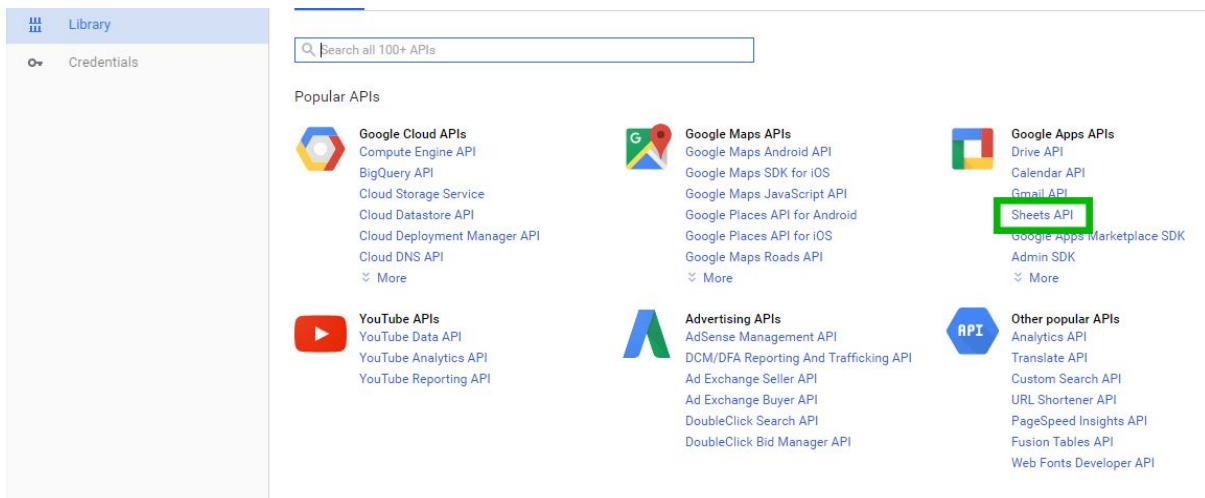 Library
Credentials
Search all 100+ APIs
Popular APIs
Google Cloud APIs
Compute Engine API
BigQuery API
Cloud Storage Service
Cloud Datastore API
Cloud Deployment Manager API
Cloud DNS API
More
Google Maps APIs
Google Maps Android API
Google Maps SDK for iOS
Google Maps JavaScript API
Google Places API for Android
Google Places API for iOS
Google Maps Roads API
More
Google Apps APIs
Drive API
Calendar API
Gmail API
Sheets API
Google Apps Marketplace SDK
Admin SDK
More
YouTube APIs
YouTube Data API
YouTube Analytics API
YouTube Reporting API
Advertising APIs
AdSense Management API
DCM/DFA Reporting And Trafficking API
Ad Exchange Seller API
Ad Exchange Buyer API
DoubleClick Search API
DoubleClick Bid Manager API
API
Other popular APIs
Analytics API
Translate API
Custom Search API
URL Shortener API
PageSpeed Insights API
Fusion Tables API
Web Fonts Developer API